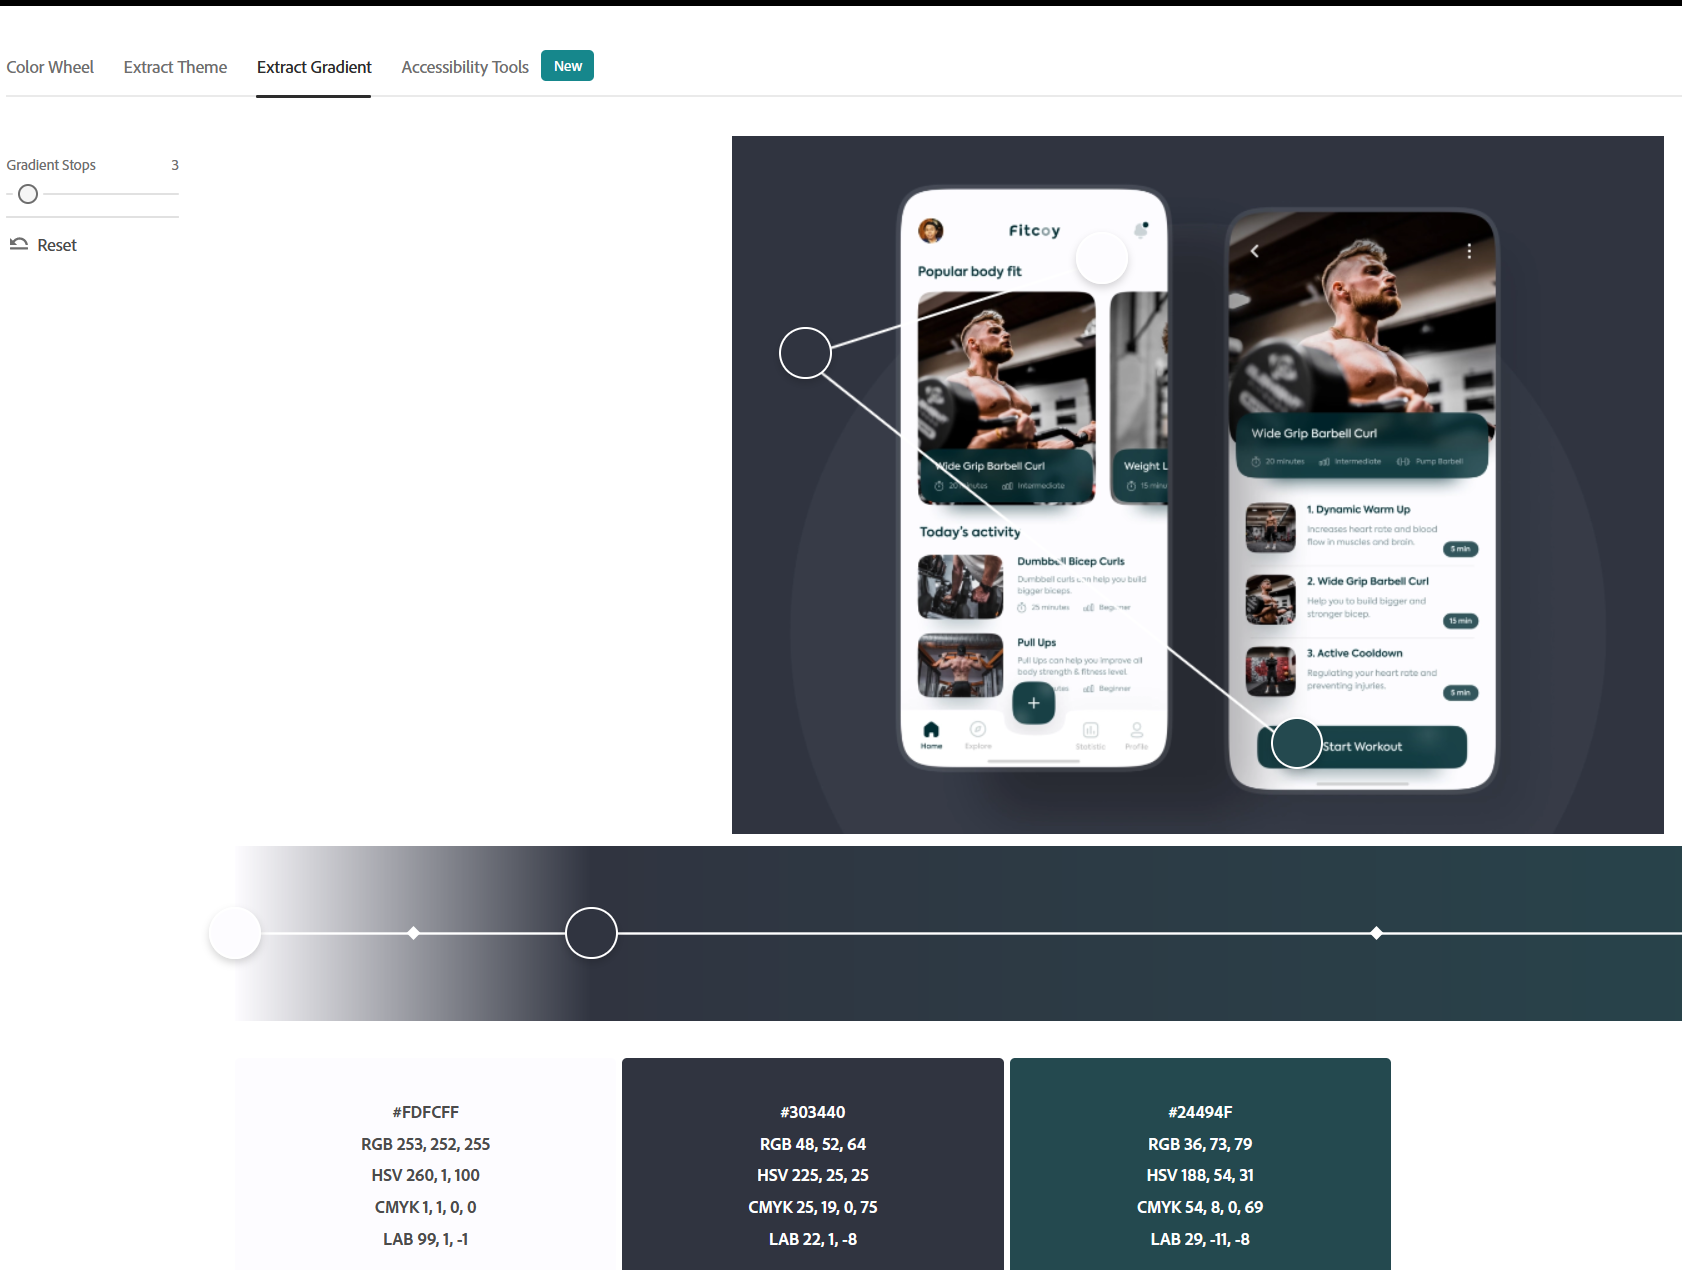 Color Wheel
Extract Theme
Extract Gradient
Accessibility Tools
New
Gradient Stops 3
Reset
Fitcoy
Popular body fit
Wide Grip Barbell Curl
20 minutes Intermediate
Weight L
15 minu
Today's activity
Dumbbell Bicep Curls
Dumbbell curls can help you build
bigger biceps.
25 minutes Beginner
Pull Ups
Pull Ups can help you improve all
body strength & fitness level.
utes Beginner
+
Home
Explore
Statistic
Profile
Wide Grip Barbell Curl
20 minutes Intermediate Pump Barbell
1. Dynamic Warm Up
Increases heart rate and blood
flow in muscles and brain.
5 min
2. Wide Grip Barbell Curl
Help you to build bigger and
stronger bicep.
15 min
3. Active Cooldown
Regulating your heart rate and
preventing injuries.
5 min
Start Workout
#FDFCFF
RGB 253, 252, 255
HSV 260, 1, 100
CMYK 1, 1, 0, 0
LAB 99, 1, -1
#303440
RGB 48, 52, 64
HSV 225, 25, 25
CMYK 25, 19, 0, 75
LAB 22, 1, -8
#24494F
RGB 36, 73, 79
HSV 188, 54, 31
CMYK 54, 8, 0, 69
LAB 29, -11, -8